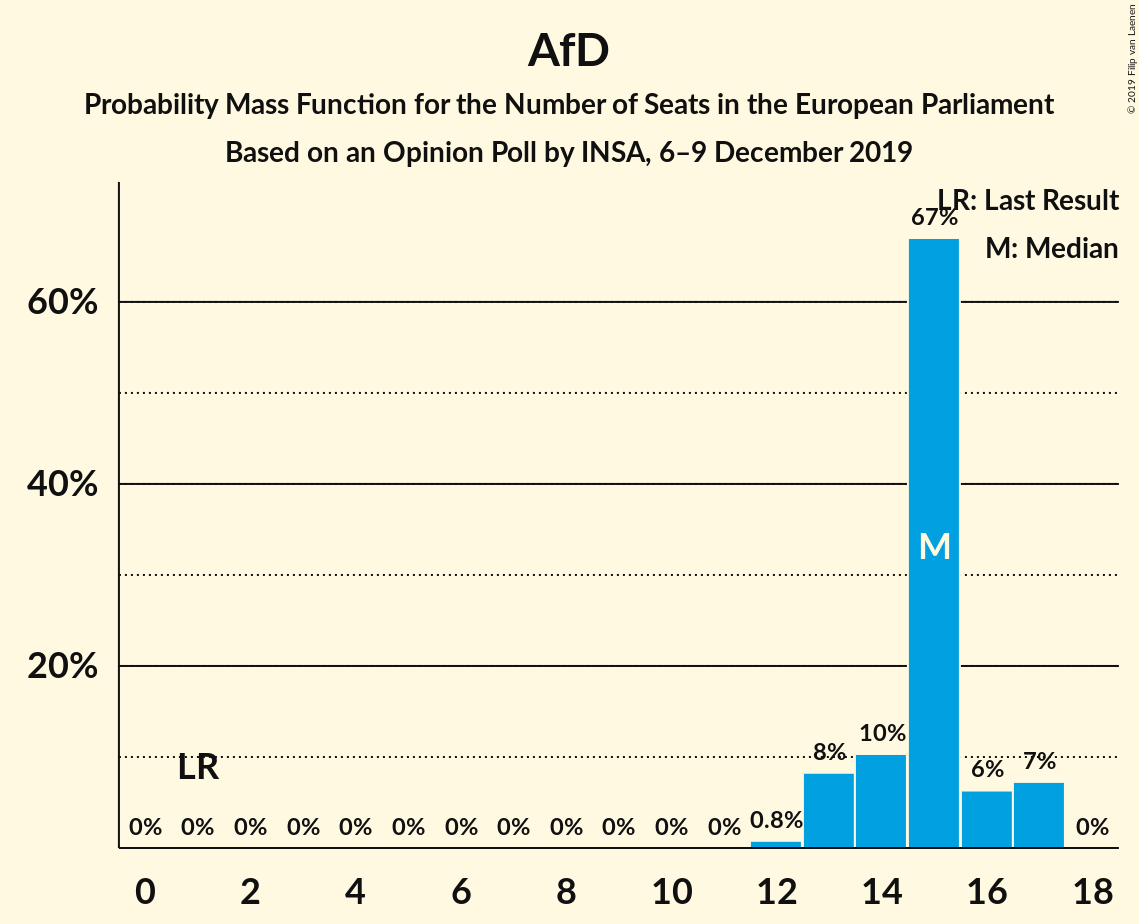 AfD
Probability Mass Function for the Number of Seats in the European Parliament
Based on an Opinion Poll by INSA, 6–9 December 2019
© 2019 Filip van Laenen
LR: Last Result
67%
M: Median
60%
40%
M
20%
10%
8%
7%
6%
LR
0.8%
0% 0% 0% 0% 0% 0% 0% 0% 0% 0% 0% 0% 0%
0 2 4 6 8 10 12 14 16 18